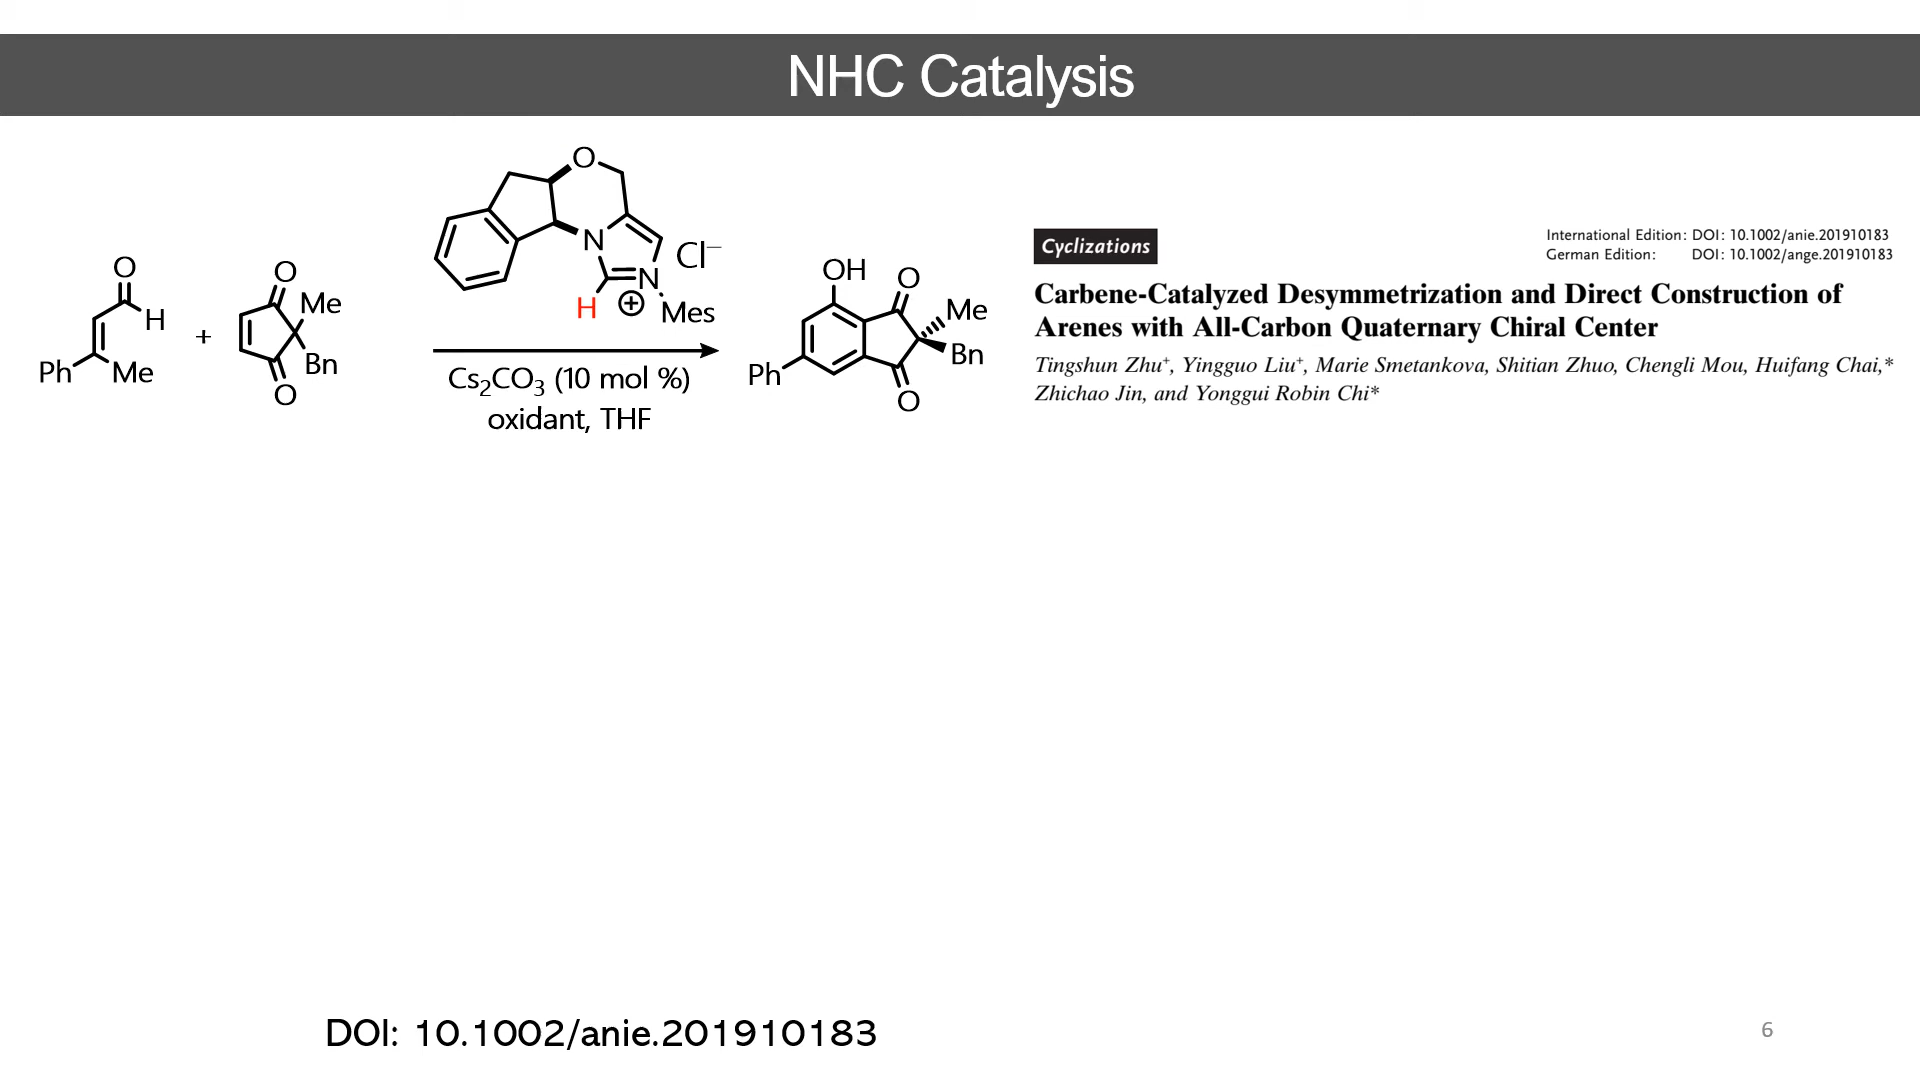 NHC Catalysis
O
H
Ph
Me
+
O
Me
Bn
O
O
N
N
Cl⁻
H
⊕
Mes
Cs₂CO₃ (10 mol %)
oxidant, THF
OH
O
Me
Bn
Ph
O
Cyclizations
International Edition: DOI: 10.1002/anie.201910183
German Edition: DOI: 10.1002/ange.201910183
Carbene-Catalyzed Desymmetrization and Direct Construction of
Arenes with All-Carbon Quaternary Chiral Center
Tingshun Zhu⁺, Yingguo Liu⁺, Marie Smetankova, Shitian Zhuo, Chengli Mou, Huifang Chai,*
Zhichao Jin, and Yonggui Robin Chi*
DOI: 10.1002/anie.201910183
6